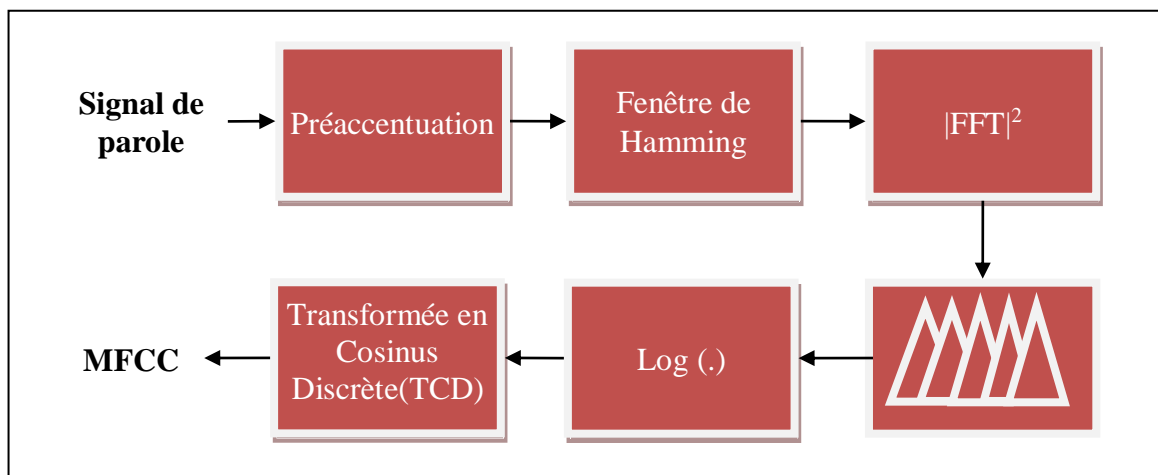 Signal de
parole
Préaccentuation
Fenêtre de
Hamming
|FFT|²
Transformée en
Cosinus
Discrète(TCD)
Log (.)
MFCC